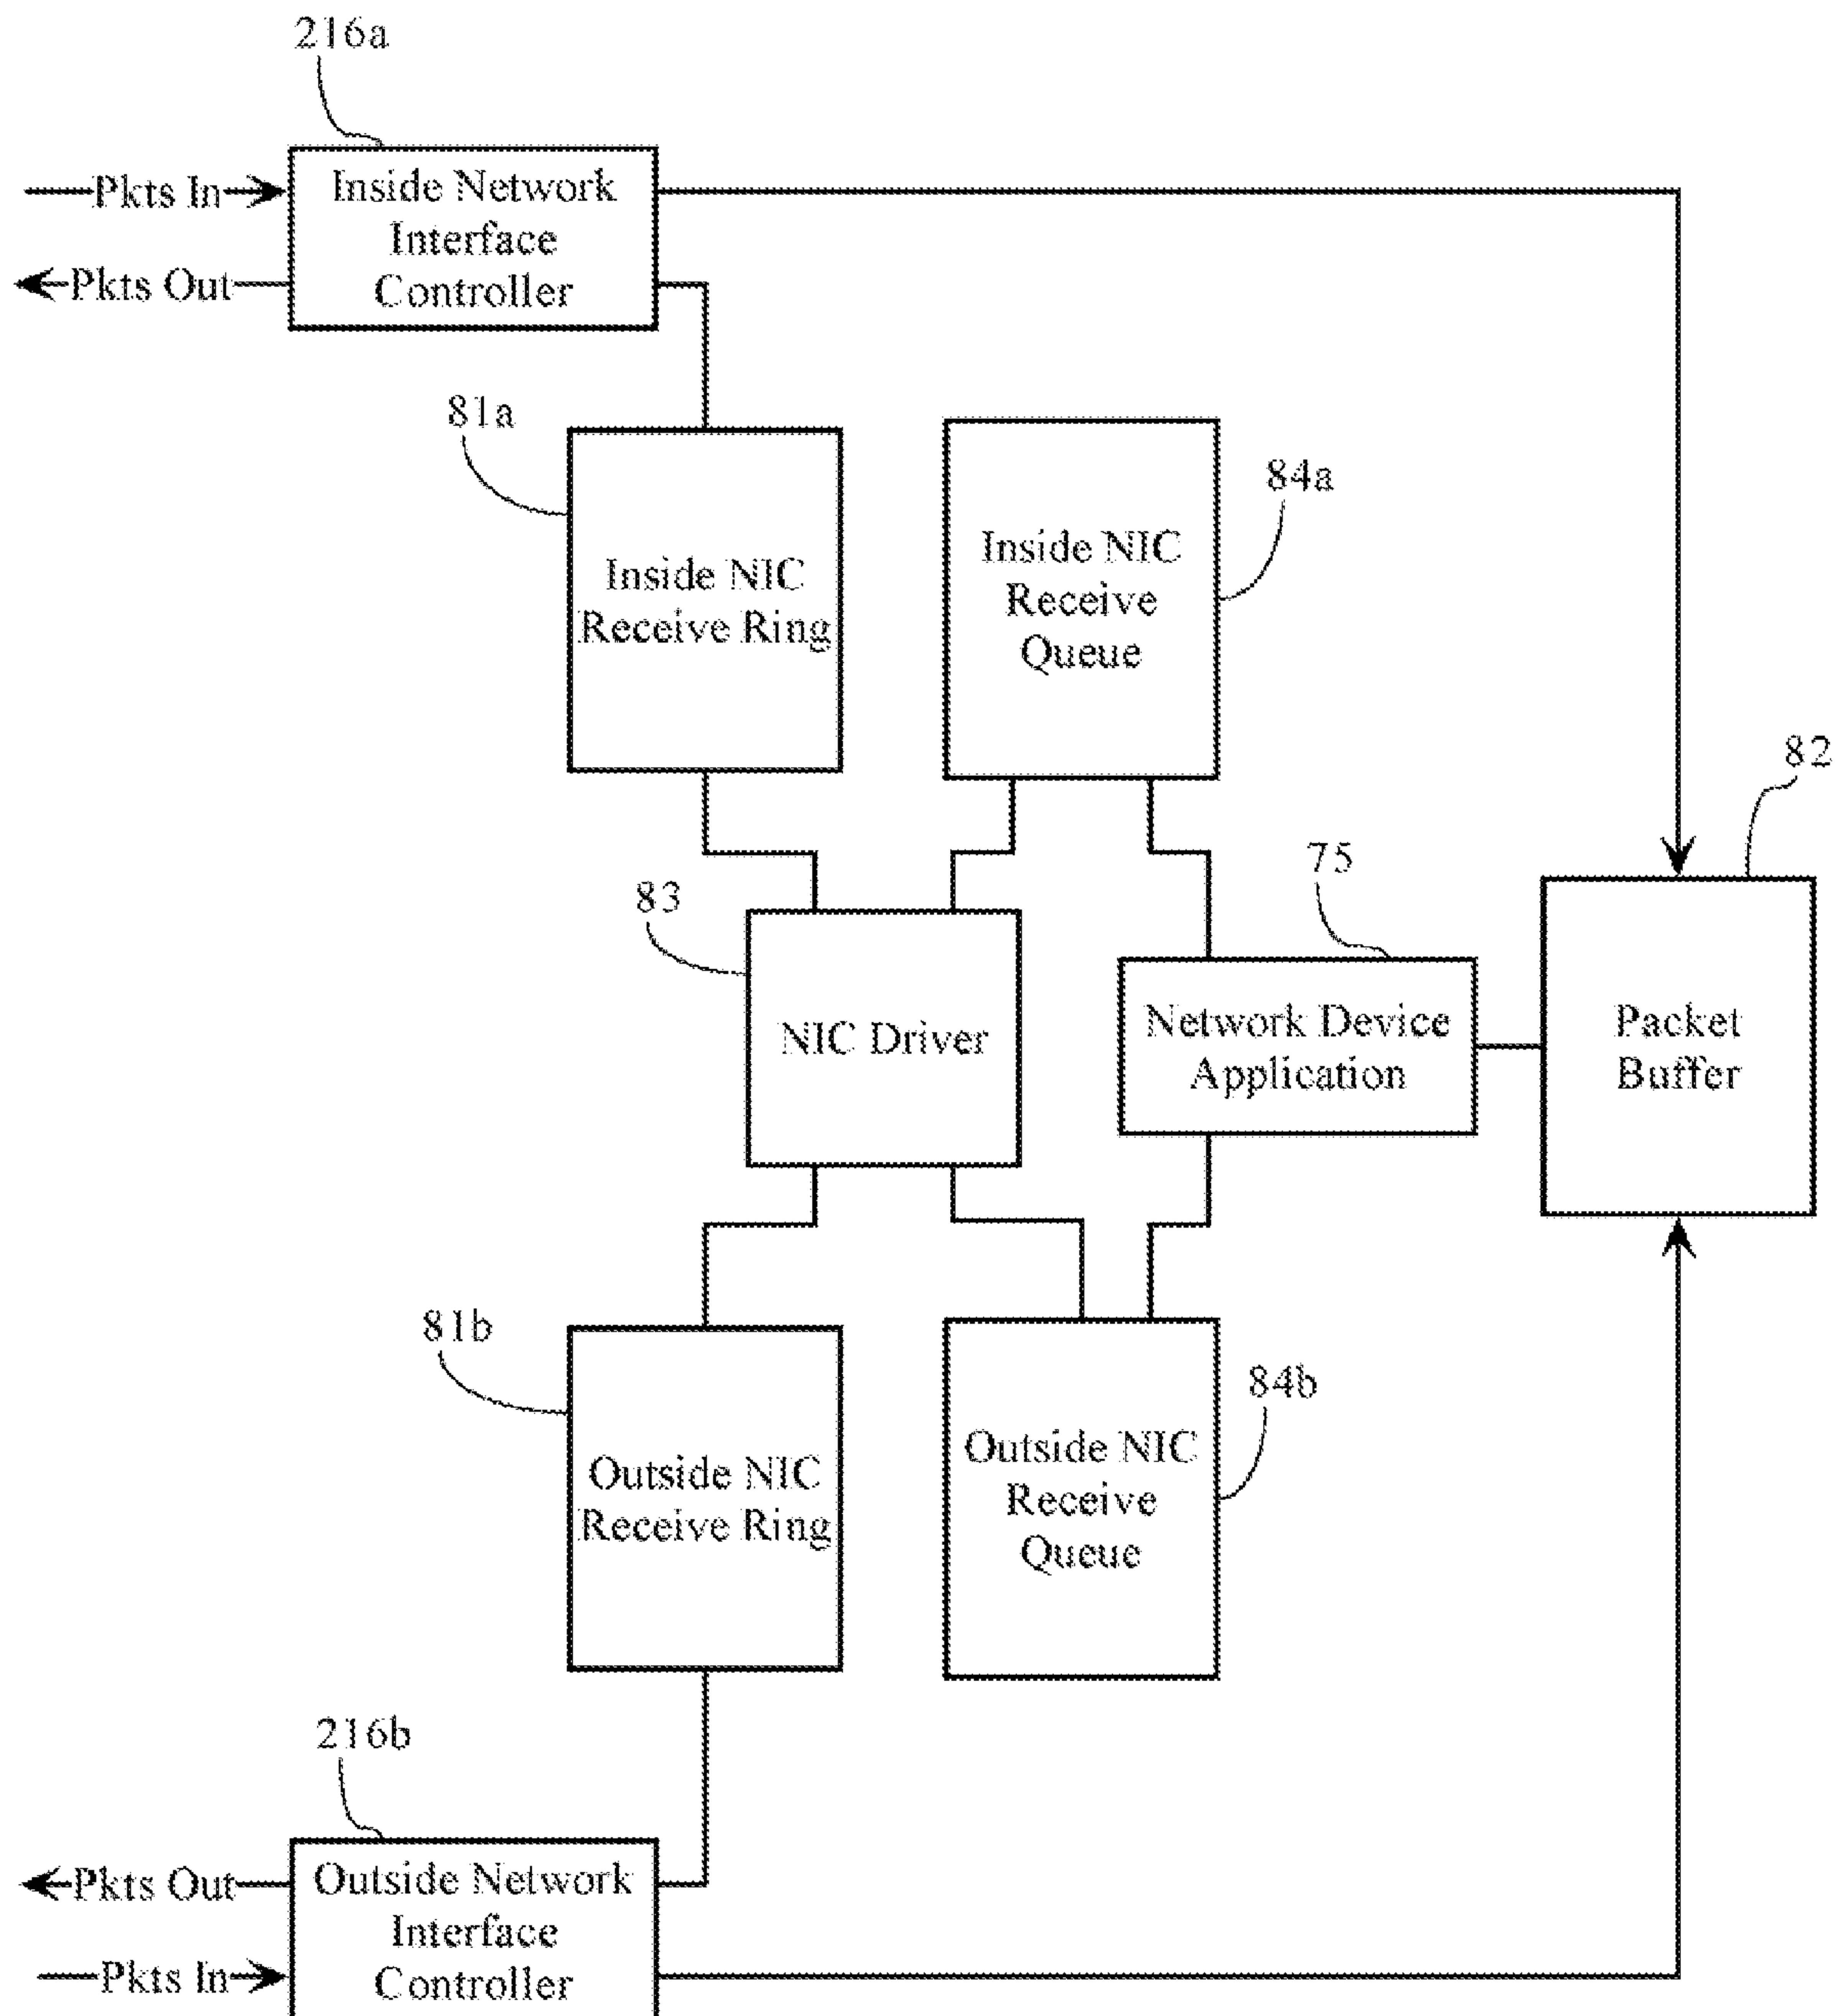 216a
Pkts In
Inside Network
Interface
Controller
Pkts Out
81a
Inside NIC
Receive Ring
84a
Inside NIC
Receive
Queue
82
75
83
NIC Driver
Network Device
Application
Packet
Buffer
81b
Outside NIC
Receive Ring
84b
Outside NIC
Receive
Queue
216b
Pkts Out
Outside Network
Interface
Controller
Pkts In